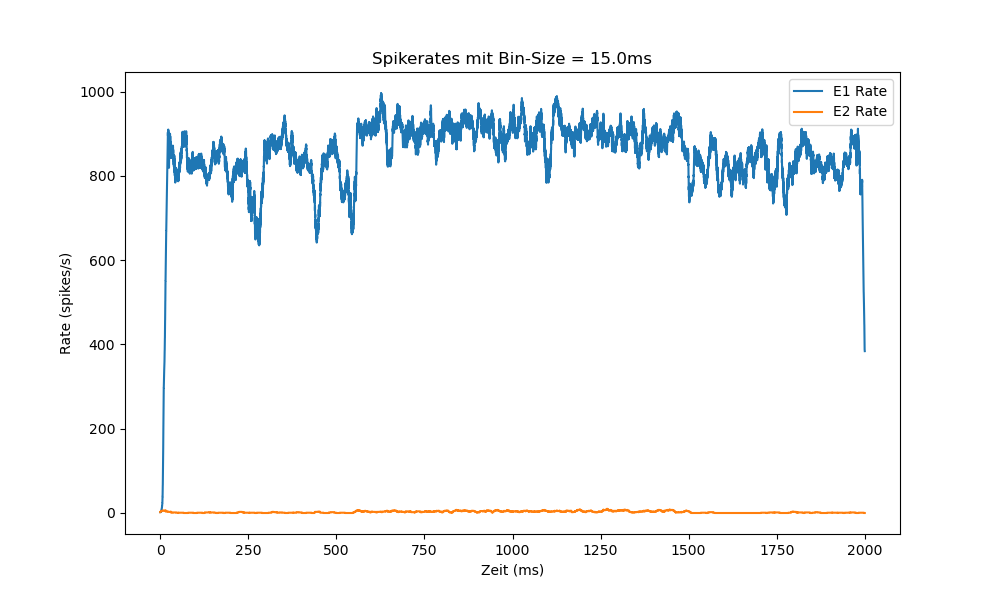 Spikerates mit Bin-Size = 15.0ms
E1 Rate
E2 Rate
Rate (spikes/s)
1000
800
600
400
200
0
0 250 500 750 1000 1250 1500 1750 2000
Zeit (ms)